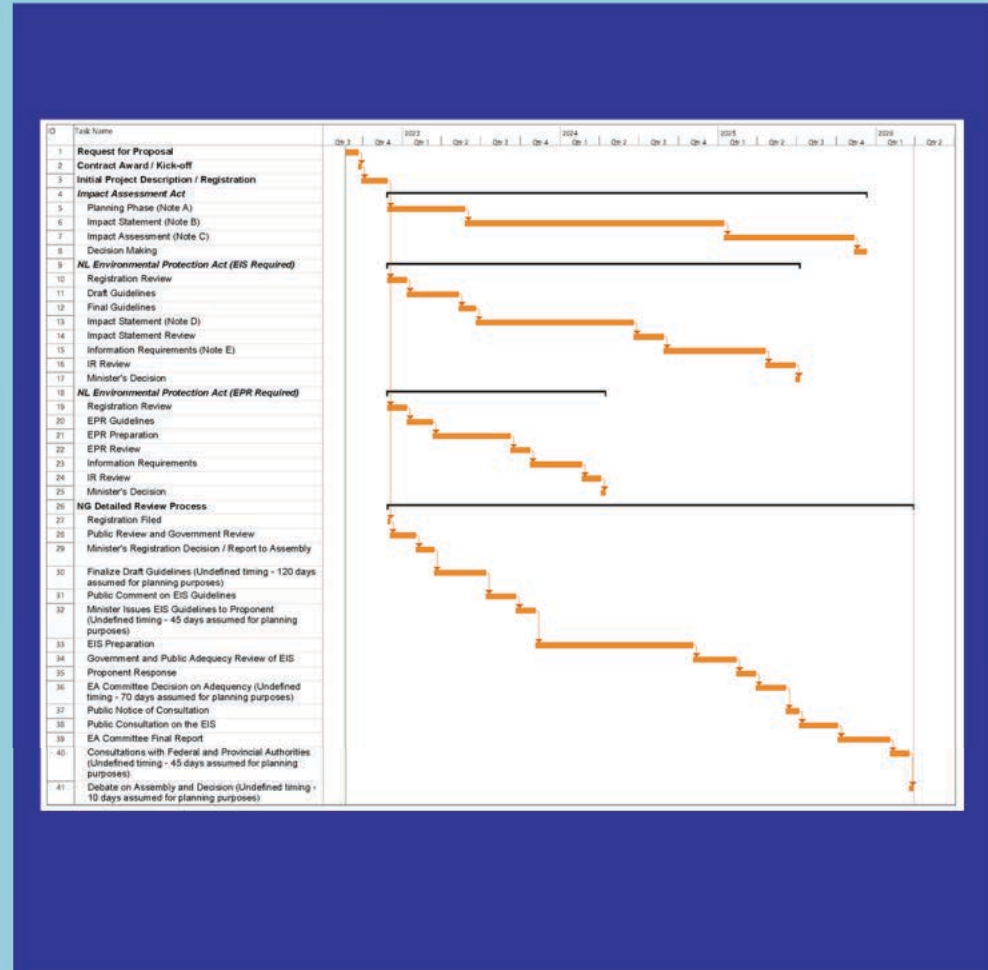 ID Task Name
2023 2024 2025 2026
Qtr 3 Qtr 4 Qtr 1 Qtr 2 Qtr 3 Qtr 4 Qtr 1 Qtr 2 Qtr 3 Qtr 4 Qtr 1 Qtr 2 Qtr 3 Qtr 4 Qtr 1 Qtr 2
1 Request for Proposal
2 Contract Award / Kick-off
3 Initial Project Description / Registration
4 Impact Assessment Act
5 Planning Phase (Note A)
6 Impact Statement (Note B)
7 Impact Assessment (Note C)
8 Decision Making
9 NL Environmental Protection Act (EIS Required)
10 Registration Review
11 Draft Guidelines
12 Final Guidelines
13 Impact Statement (Note D)
14 Impact Statement Review
15 Information Requirements (Note E)
16 IR Review
17 Minister's Decision
18 NL Environmental Protection Act (EPR Required)
19 Registration Review
20 EPR Guidelines
21 EPR Preparation
22 EPR Review
23 Information Requirements
24 IR Review
25 Minister's Decision
26 NG Detailed Review Process
27 Registration Filed
28 Public Review and Government Review
29 Minister's Registration Decision / Report to Assembly
30 Finalize Draft Guidelines (Undefined timing - 120 days
assumed for planning purposes)
31 Public Comment on EIS Guidelines
32 Minister Issues EIS Guidelines to Proponent
(Undefined timing - 45 days assumed for planning
purposes)
33 EIS Preparation
34 Government and Public Adequecy Review of EIS
35 Proponent Response
36 EA Committee Decision on Adequency (Undefined
timing - 70 days assumed for planning purposes)
37 Public Notice of Consultation
38 Public Consultation on the EIS
39 EA Committee Final Report
40 Consultations with Federal and Provincial Authorities
(Undefined timing - 45 days assumed for planning
purposes)
41 Debate on Assembly and Decision (Undefined timing -
10 days assumed for planning purposes)